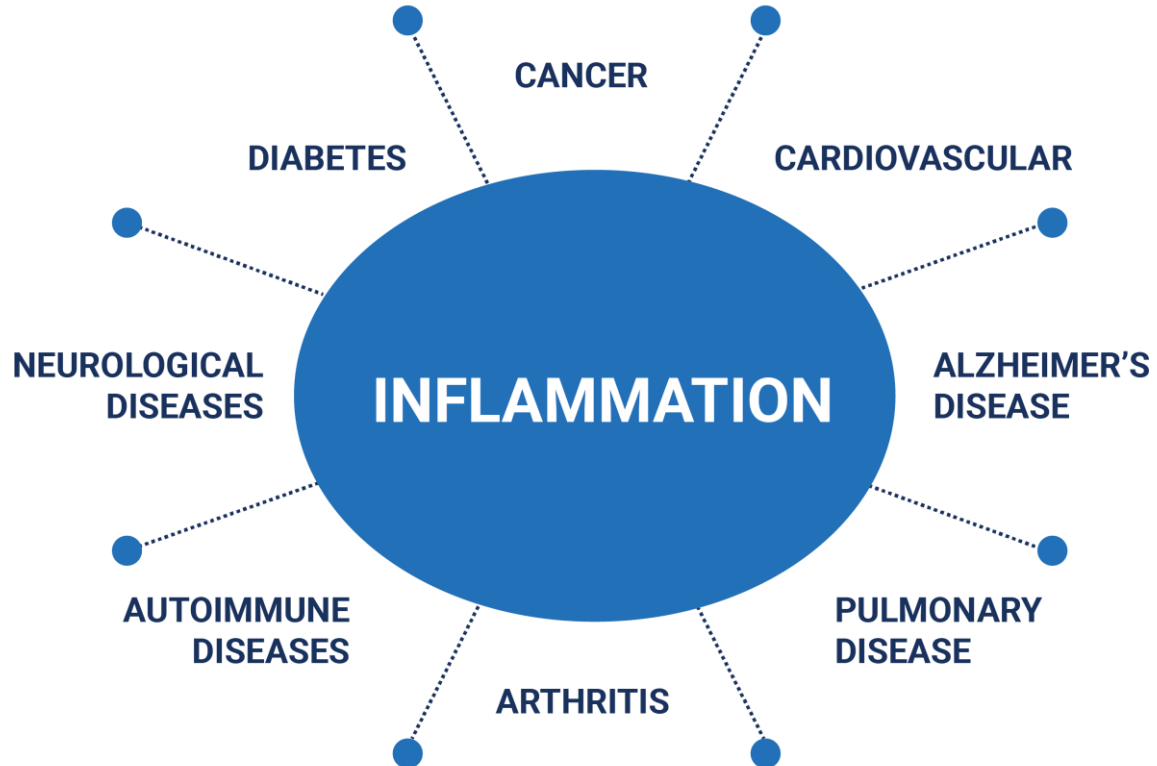 CANCER
DIABETES
CARDIOVASCULAR
NEUROLOGICAL
DISEASES
INFLAMMATION
ALZHEIMER’S
DISEASE
AUTOIMMUNE
DISEASES
PULMONARY
DISEASE
ARTHRITIS